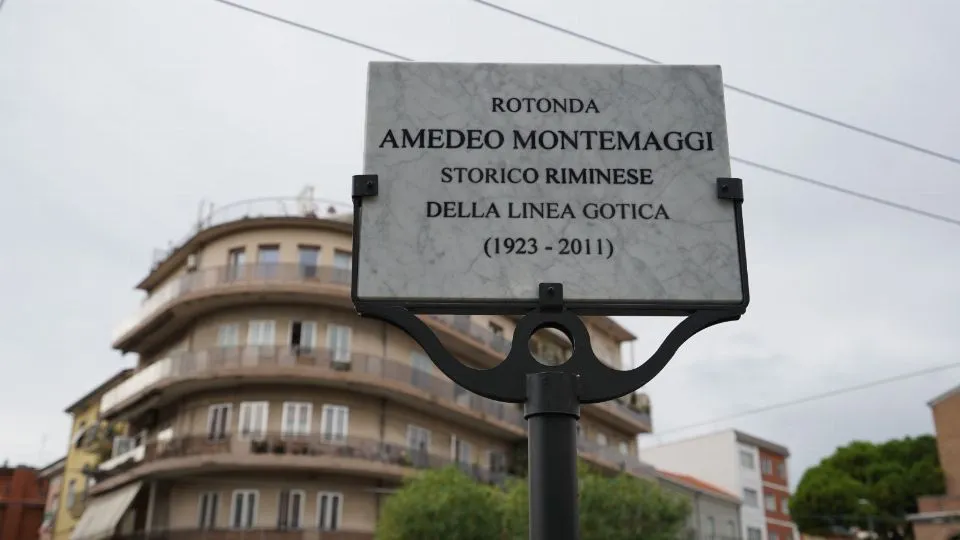 ROTONDA
AMEDEO MONTEMAGGI
STORICO RIMINESE
DELLA LINEA GOTICA
(1923 - 2011)